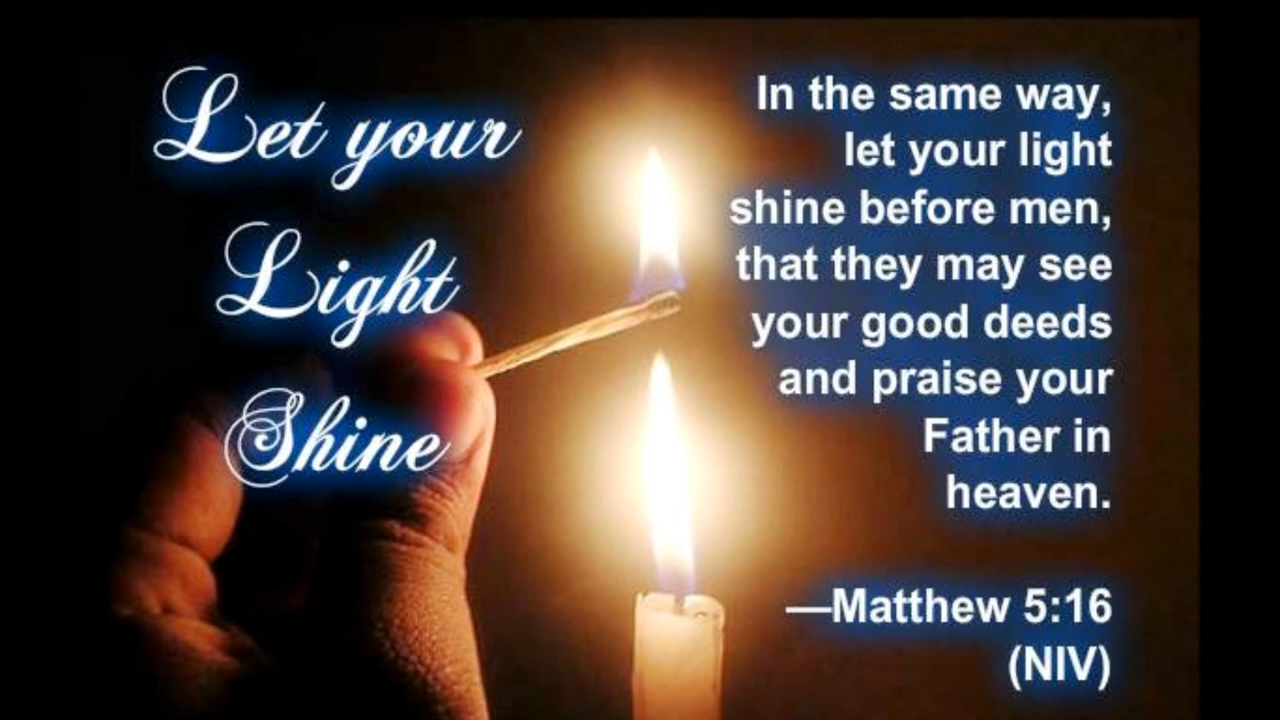 Let your
Light
Shine
In the same way,
let your light
shine before men,
that they may see
your good deeds
and praise your
Father in
heaven.
—Matthew 5:16
(NIV)